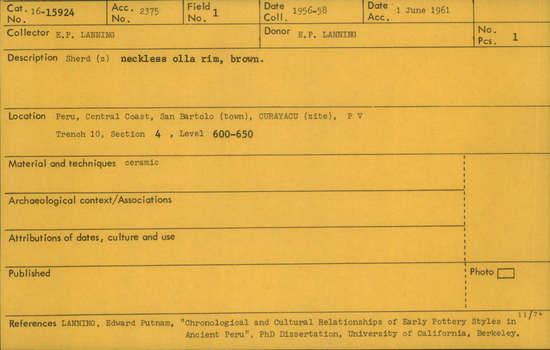 Cat. No. 16-15924 Acc. No. 2375 Field No. 1 Date Coll. 1956-58 Date Acc. 1 June 1961
Collector E.P. LANNING Donor E.P. LANNING No. Pcs. 1
Description Sherd (s) neckless olla rim, brown.
Location Peru, Central Coast, San Bartolo (town), CURAYACU (site), P V
Trench 10, Section 4 , Level 600-650
Material and techniques ceramic
Archaeological context/Associations
Attributions of dates, culture and use
Published Photo
11/74
References LANNING, Edward Putnam, "Chronological and Cultural Relationships of Early Pottery Styles in
Ancient Peru", PhD Dissertation, University of California, Berkeley.